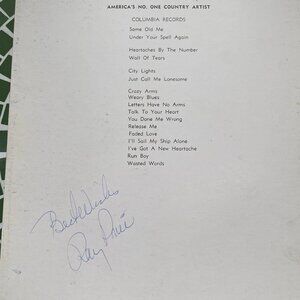 AMERICA'S NO. ONE COUNTRY ARTIST
COLUMBIA RECORDS
Same Old Me
Under Your Spell Again
Heartaches By The Number
Wall Of Tears
City Lights
Just Call Me Lonesome
Crazy Arms
Weary Blues
Letters Have No Arms
Talk To Your Heart
You Done Me Wrong
Release Me
Faded Love
I'll Sail My Ship Alone
I've Got A New Heartache
Run Boy
Wasted Words
Best Wishes
Ray Price